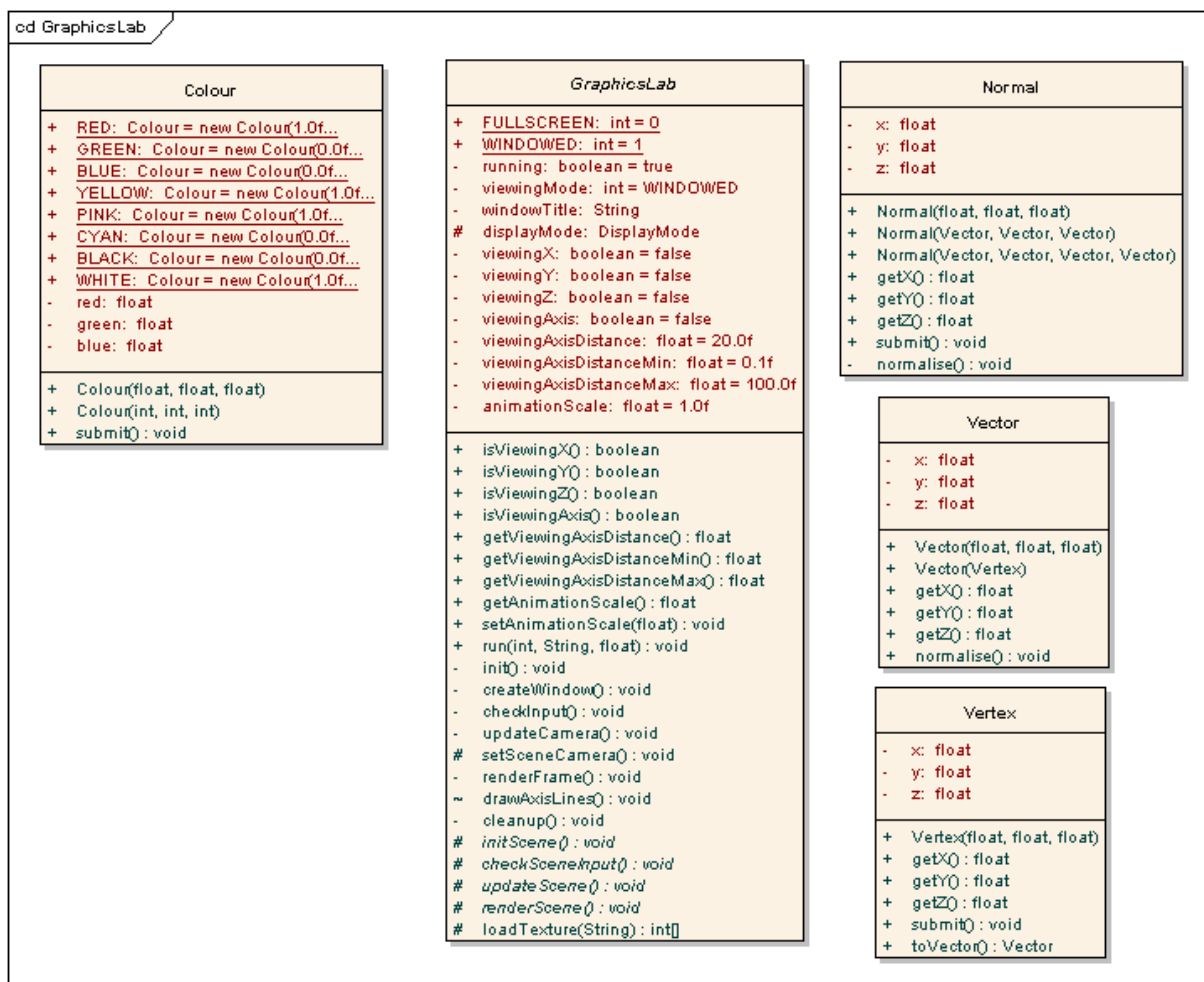 cd GraphicsLab
Colour
+ RED: Colour = new Colour(1.0f...
+ GREEN: Colour = new Colour(0.0f...
+ BLUE: Colour = new Colour(0.0f...
+ YELLOW: Colour = new Colour(1.0f...
+ PINK: Colour = new Colour(1.0f...
+ CYAN: Colour = new Colour(0.0f...
+ BLACK: Colour = new Colour(0.0f...
+ WHITE: Colour = new Colour(1.0f...
- red: float
- green: float
- blue: float
+ Colour(float, float, float)
+ Colour(int, int, int)
+ submit() : void
GraphicsLab
+ FULLSCREEN: int = 0
+ WINDOWED: int = 1
- running: boolean = true
- viewingMode: int = WINDOWED
- windowTitle: String
# displayMode: DisplayMode
- viewingX: boolean = false
- viewingY: boolean = false
- viewingZ: boolean = false
- viewingAxis: boolean = false
- viewingAxisDistance: float = 20.0f
- viewingAxisDistanceMin: float = 0.1f
- viewingAxisDistanceMax: float = 100.0f
- animationScale: float = 1.0f
+ isViewingX() : boolean
+ isViewingY() : boolean
+ isViewingZ() : boolean
+ isViewingAxis() : boolean
+ getViewingAxisDistance() : float
+ getViewingAxisDistanceMin() : float
+ getViewingAxisDistanceMax() : float
+ getAnimationScale() : float
+ setAnimationScale(float) : void
+ run(int, String, float) : void
- init() : void
- createWindow() : void
- checkInput() : void
- updateCamera() : void
# setSceneCamera() : void
- renderFrame() : void
~ drawAxisLines() : void
- cleanup() : void
# initScene() : void
# checkSceneInput() : void
# updateScene() : void
# renderScene() : void
# loadTexture(String) : int[]
Normal
- x: float
- y: float
- z: float
+ Normal(float, float, float)
+ Normal(Vector, Vector, Vector)
+ Normal(Vector, Vector, Vector, Vector)
+ getX() : float
+ getY() : float
+ getZ() : float
+ submit() : void
- normalise() : void
Vector
- x: float
- y: float
- z: float
+ Vector(float, float, float)
+ Vector(Vertex)
+ getX() : float
+ getY() : float
+ getZ() : float
+ normalise() : void
Vertex
- x: float
- y: float
- z: float
+ Vertex(float, float, float)
+ getX() : float
+ getY() : float
+ getZ() : float
+ submit() : void
+ toVector() : Vector